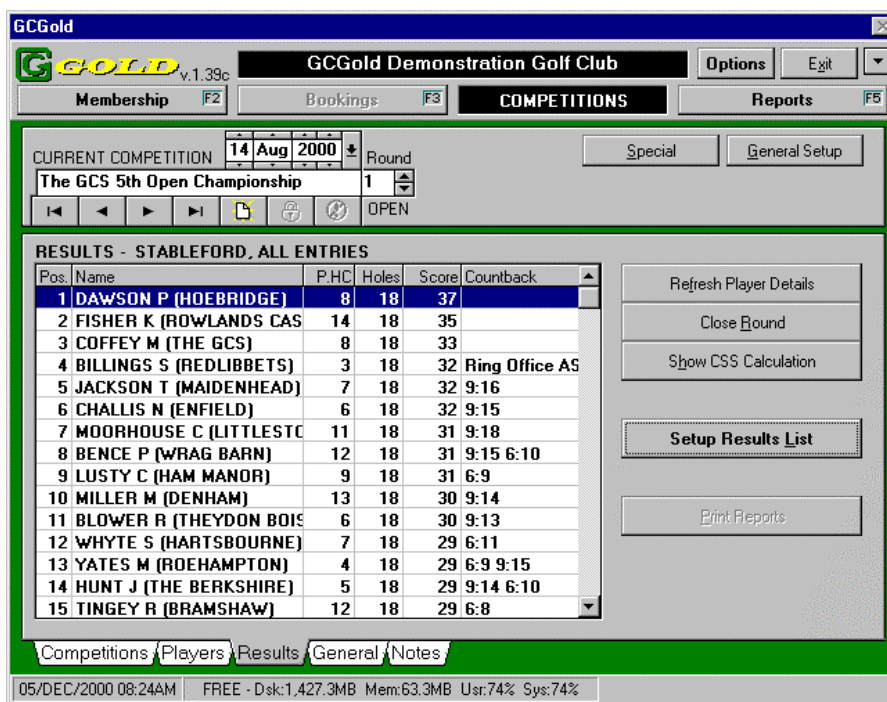 GCGold
G GOLD v.1.39c GCGold Demonstration Golf Club Options Exit
Membership F2 Bookings F3 COMPETITIONS Reports F5
CURRENT COMPETITION 14 Aug 2000 Round Special General Setup
The GCS 5th Open Championship 1
OPEN
RESULTS - STABLEFORD, ALL ENTRIES
Pos. Name P.HC Holes Score Countback
1 DAWSON P (HOEBRIDGE) 8 18 37
2 FISHER K (ROWLANDS CAS 14 18 35
3 COFFEY M (THE GCS) 8 18 33
4 BILLINGS S (REDLIBBETS) 3 18 32 Ring Office AS
5 JACKSON T (MAIDENHEAD) 7 18 32 9:16
6 CHALLIS N (ENFIELD) 6 18 32 9:15
7 MOORHOUSE C (LITTLESTO 11 18 31 9:18
8 BENCE P (WRAG BARN) 12 18 31 9:15 6:10
9 LUSTY C (HAM MANOR) 9 18 31 6:9
10 MILLER M (DENHAM) 13 18 30 9:14
11 BLOWER R (THEYDON BOIS 6 18 30 9:13
12 WHYTE S (HARTSBOURNE) 7 18 29 6:11
13 YATES M (ROEHAMPTON) 4 18 29 6:9 9:15
14 HUNT J (THE BERKSHIRE) 5 18 29 9:14 6:10
15 TINGEY R (BRAMSHAW) 12 18 29 6:8
Refresh Player Details
Close Round
Show CSS Calculation
Setup Results List
Print Reports
Competitions Players Results General Notes
05/DEC/2000 08:24AM FREE - Dsk:1,427.3MB Mem:63.3MB Usr:74% Sys:74%